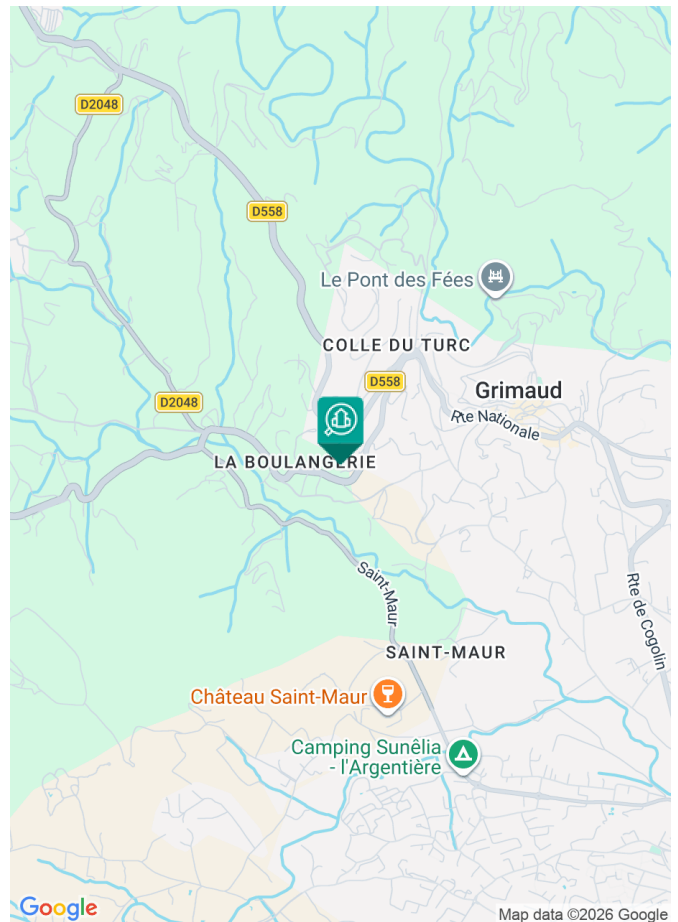 D2048
D558
Le Pont des Fées
COLLE DU TURC
D558
Grimaud
D2048
Rte Nationale
LA BOULANGERIE
Saint-Maur
Rte de Cogolin
SAINT-MAUR
Château Saint-Maur
Camping Sunêlia
- l'Argentière
Google
Map data ©2026 Google